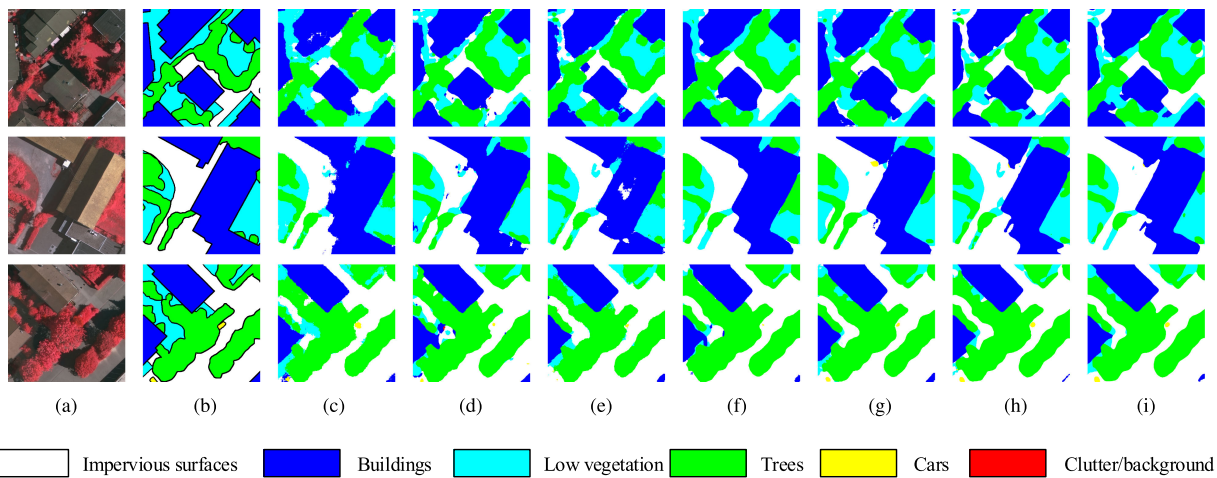 (a) (b) (c) (d) (e) (f) (g) (h) (i)
Impervious surfaces Buildings Low vegetation Trees Cars Clutter/background